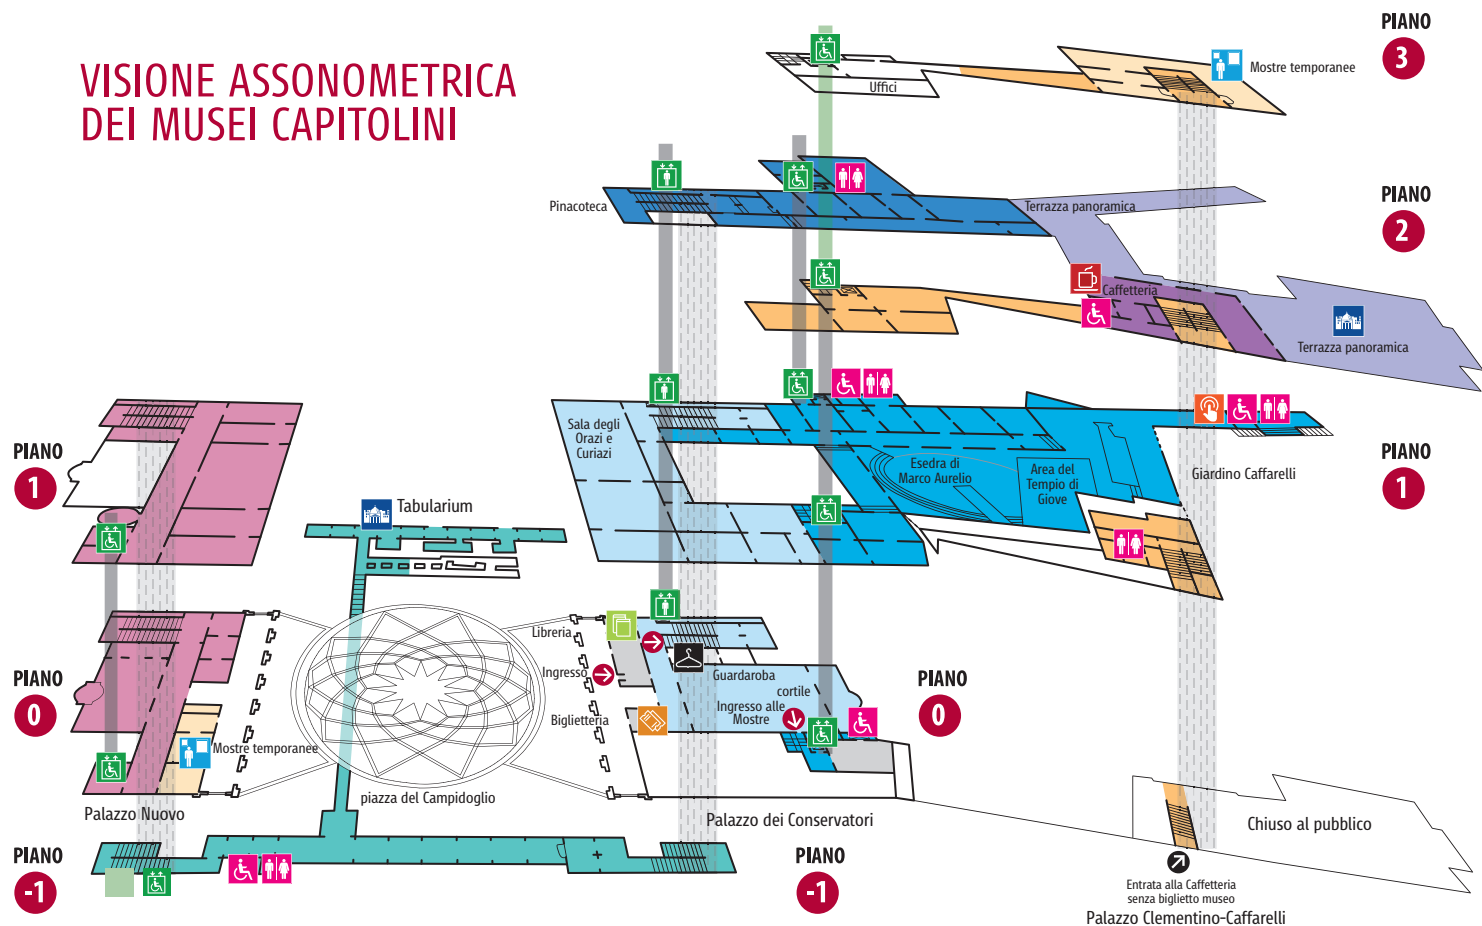 VISIONE ASSONOMETRICA
DEI MUSEI CAPITOLINI
PIANO
3
Mostre temporanee
Uffici
PIANO
2
Pinacoteca
Terrazza panoramica
Caffetteria
Terrazza panoramica
PIANO
1
Sala degli
Orazi e
Curiazi
Esedra di
Marco Aurelio
Area del
Tempio di
Giove
Giardino Caffarelli
PIANO
1
Tabularium
PIANO
0
Mostre temporanee
Palazzo Nuovo
piazza del Campidoglio
Libreria
Ingresso
Biglietteria
Guardaroba
cortile
Ingresso alle
Mostre
PIANO
0
Palazzo dei Conservatori
PIANO
-1
PIANO
-1
Chiuso al pubblico
Entrata alla Caffetteria
senza biglietto museo
Palazzo Clementino-Caffarelli